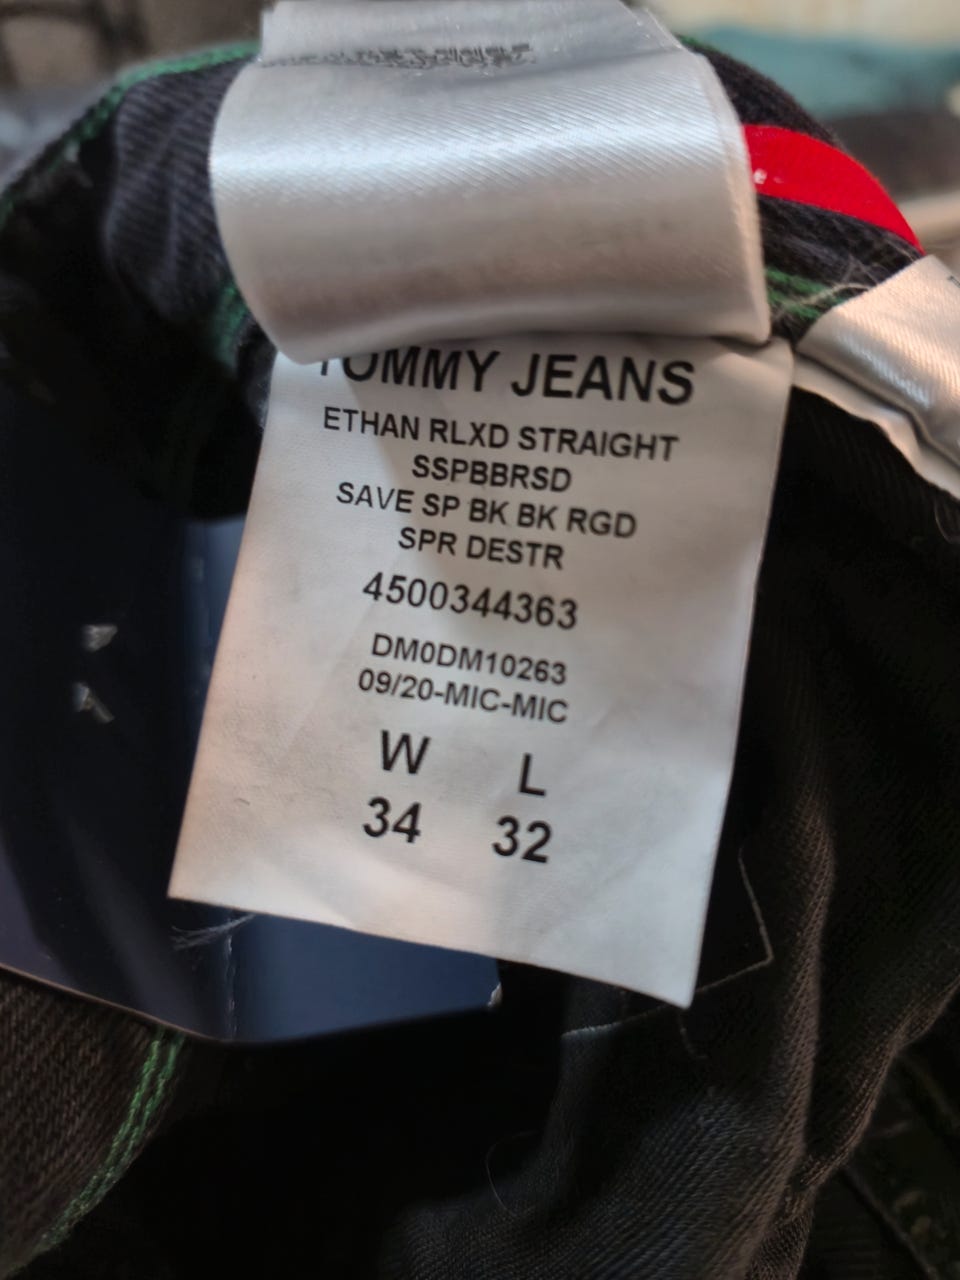 TOMMY JEANS
ETHAN RLXD STRAIGHT
SSPBBRSD
SAVE SP BK BK RGD
SPR DESTR
4500344363
DM0DM10263
09/20-MIC-MIC
W L
34 32